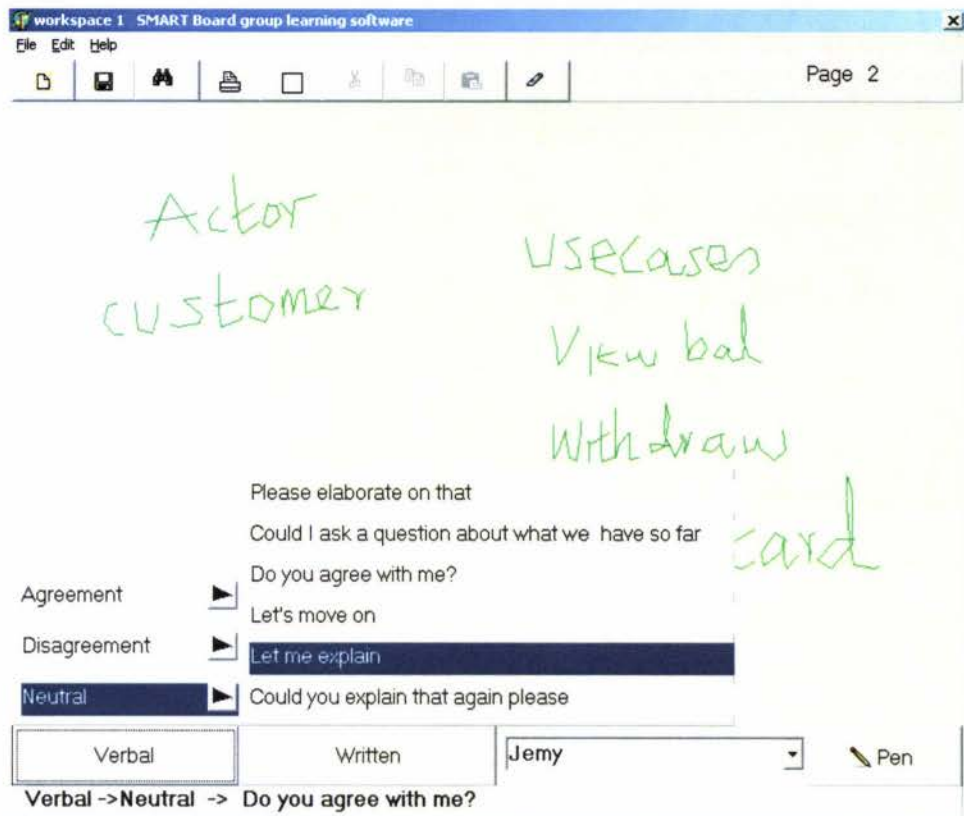 workspace 1 SMART Board group learning software
File Edit Help
Page 2
Actor
customer
usecases
View bal
Withdraw
card
Please elaborate on that
Could I ask a question about what we have so far
Do you agree with me?
Let's move on
Let me explain
Could you explain that again please
Agreement
Disagreement
Neutral
Verbal
Written
Jemy
Pen
Verbal ->Neutral -> Do you agree with me?